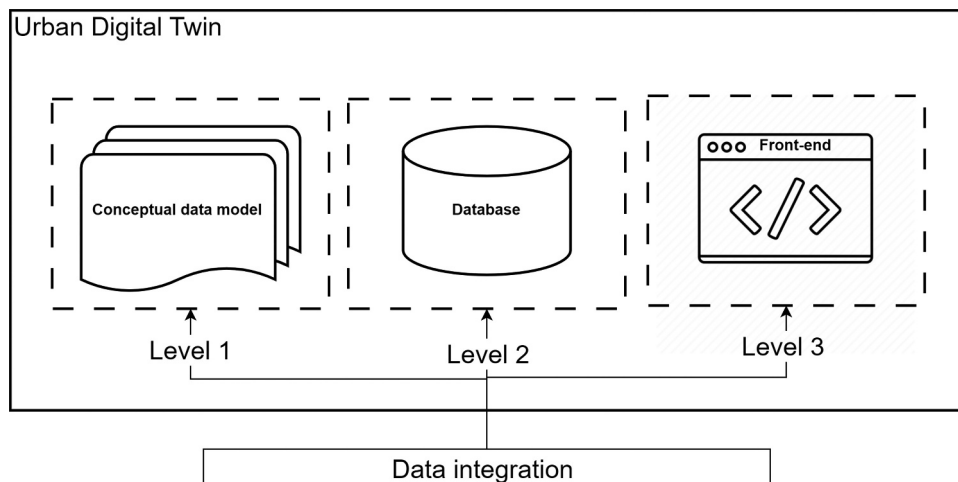 Urban Digital Twin
Conceptual data model
Database
Front-end
Level 1
Level 2
Level 3
Data integration